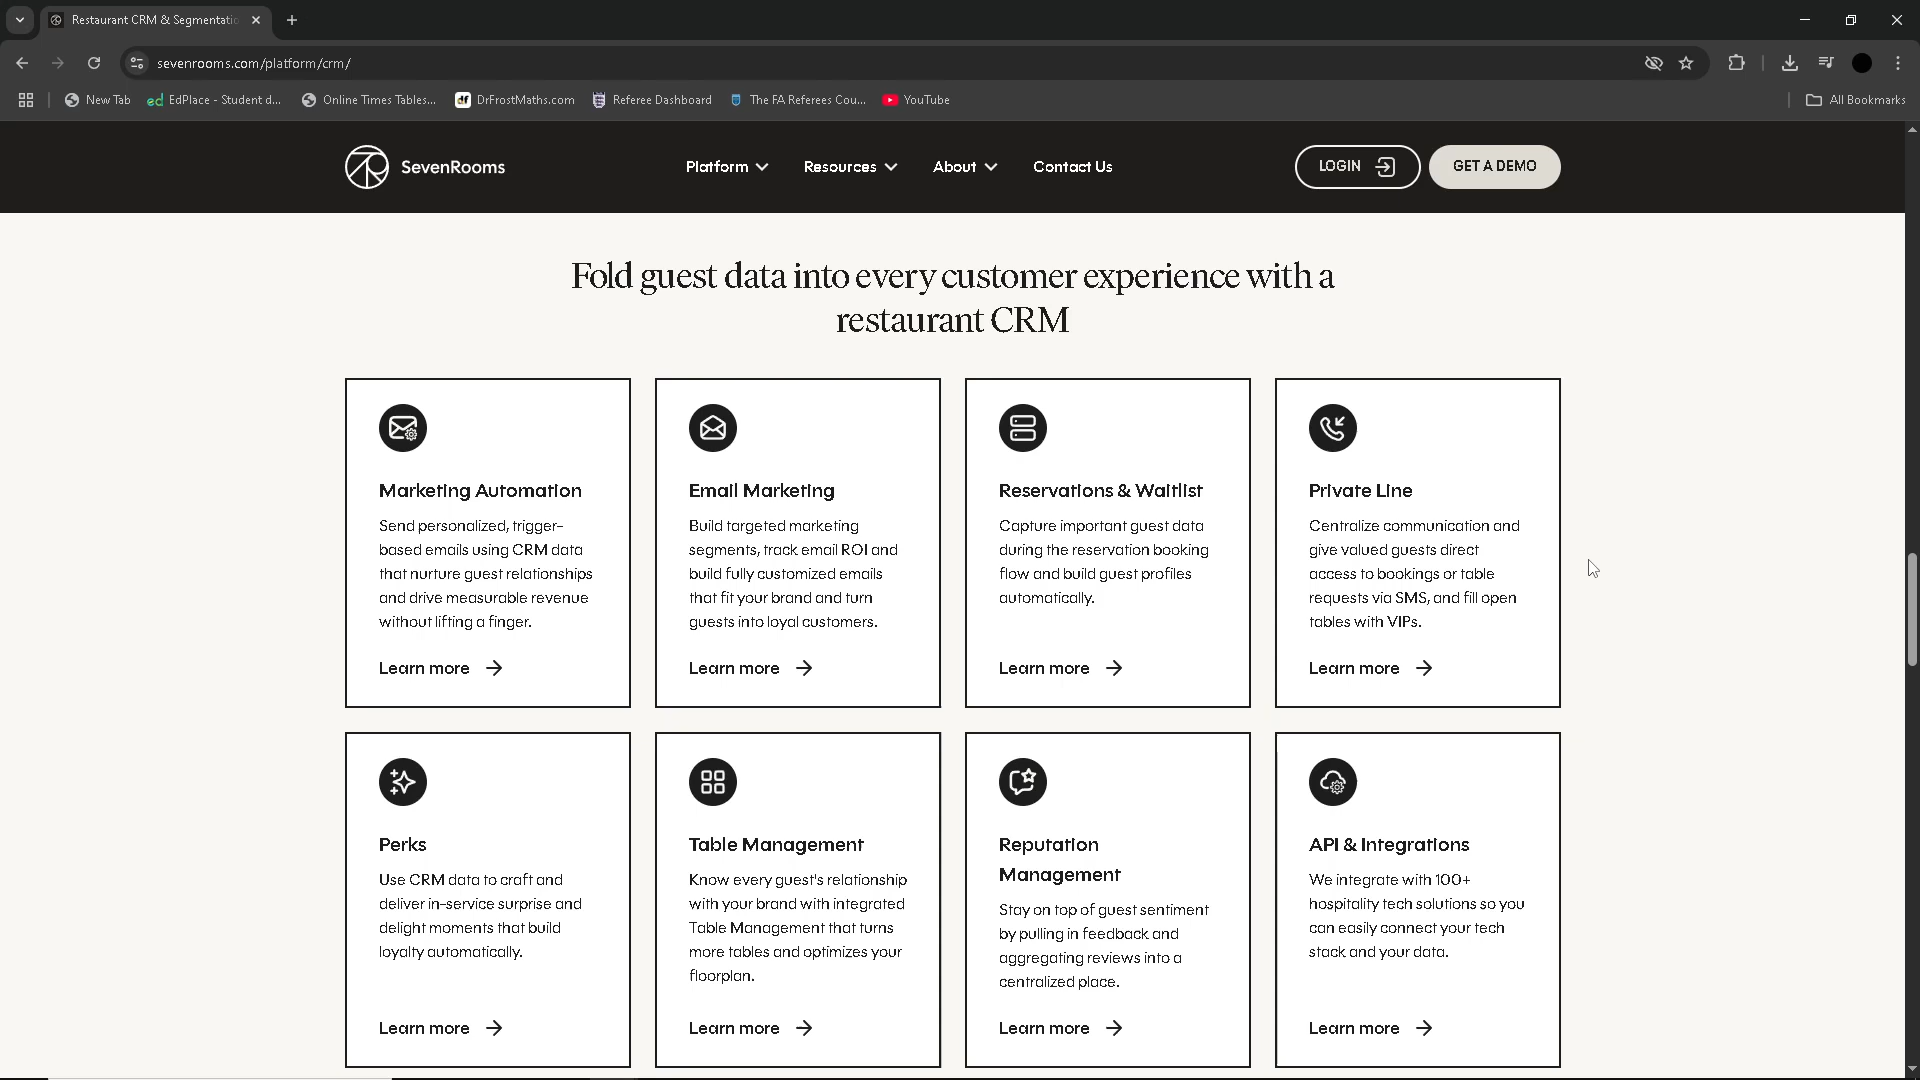 Restaurant CRM & Segmentatio
sevenrooms.com/platform/crm/
New Tab
EdPlace - Student d...
Online Times Tables...
DrFrostMaths.com
Referee Dashboard
The FA Referees Cou...
YouTube
All Bookmarks
SevenRooms
Platform
Resources
About
Contact Us
LOGIN
GET A DEMO
Fold guest data into every customer experience with a
restaurant CRM
Marketing Automation
Send personalized, trigger-
based emails using CRM data
that nurture guest relationships
and drive measurable revenue
without lifting a finger.
Learn more
Email Marketing
Build targeted marketing
segments, track email ROI and
build fully customized emails
that fit your brand and turn
guests into loyal customers.
Learn more
Reservations & Waitlist
Capture important guest data
during the reservation booking
flow and build guest profiles
automatically.
Learn more
Private Line
Centralize communication and
give valued guests direct
access to bookings or table
requests via SMS, and fill open
tables with VIPs.
Learn more
Perks
Use CRM data to craft and
deliver in-service surprise and
delight moments that build
loyalty automatically.
Learn more
Table Management
Know every guest's relationship
with your brand with integrated
Table Management that turns
more tables and optimizes your
floorplan.
Learn more
Reputation
Management
Stay on top of guest sentiment
by pulling in feedback and
aggregating reviews into a
centralized place.
Learn more
API & Integrations
We integrate with 100+
hospitality tech solutions so you
can easily connect your tech
stack and your data.
Learn more